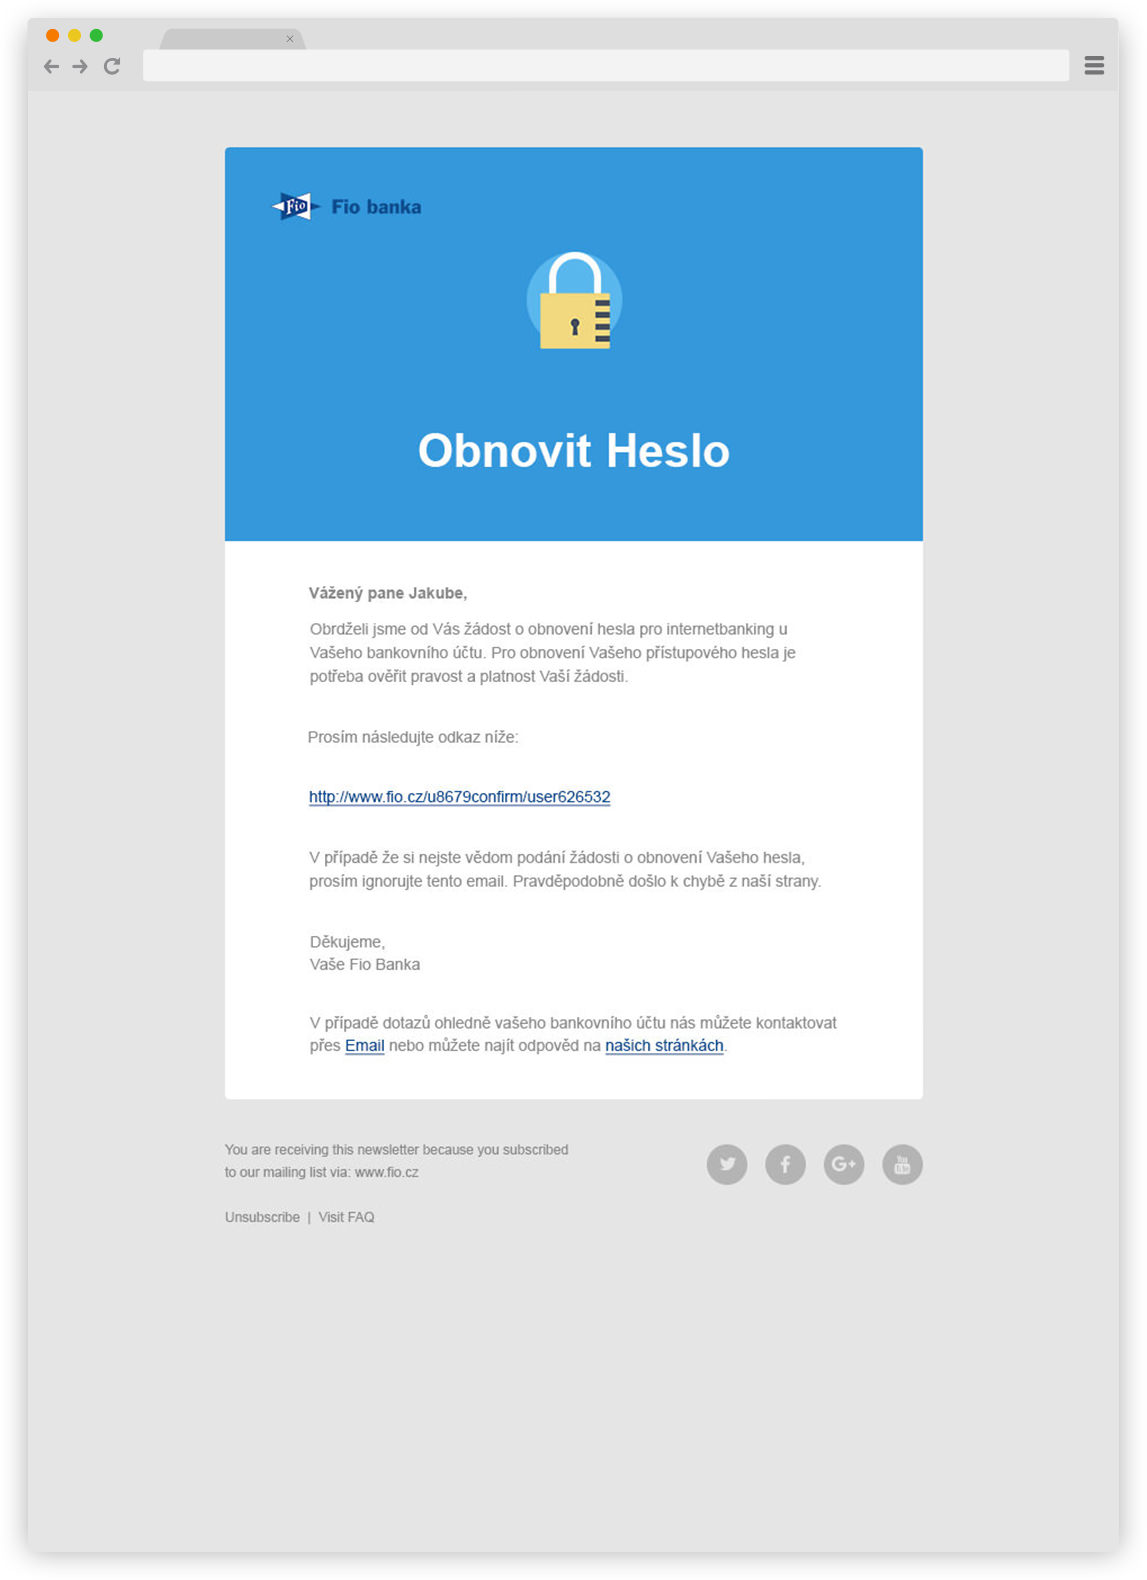 Fio Fio banka
Obnovit Heslo
Vážený pane Jakube,
Obrdželi jsme od Vás žádost o obnovení hesla pro internetbanking u
Vašeho bankovního účtu. Pro obnovení Vašeho přístupového hesla je
potřeba ověřit pravost a platnost Vaší žádosti.
Prosím následujte odkaz níže:
http://www.fio.cz/u8679confirm/user626532
V případě že si nejste vědom podání žádosti o obnovení Vašeho hesla,
prosím ignorujte tento email. Pravděpodobně došlo k chybě z naší strany.
Děkujeme,
Vaše Fio Banka
V případě dotazů ohledně vašeho bankovního účtu nás můžete kontaktovat
přes Email nebo můžete najít odpověd na našich stránkách.
You are receiving this newsletter because you subscribed
to our mailing list via: www.fio.cz
G+ You Tube
Unsubscribe | Visit FAQ